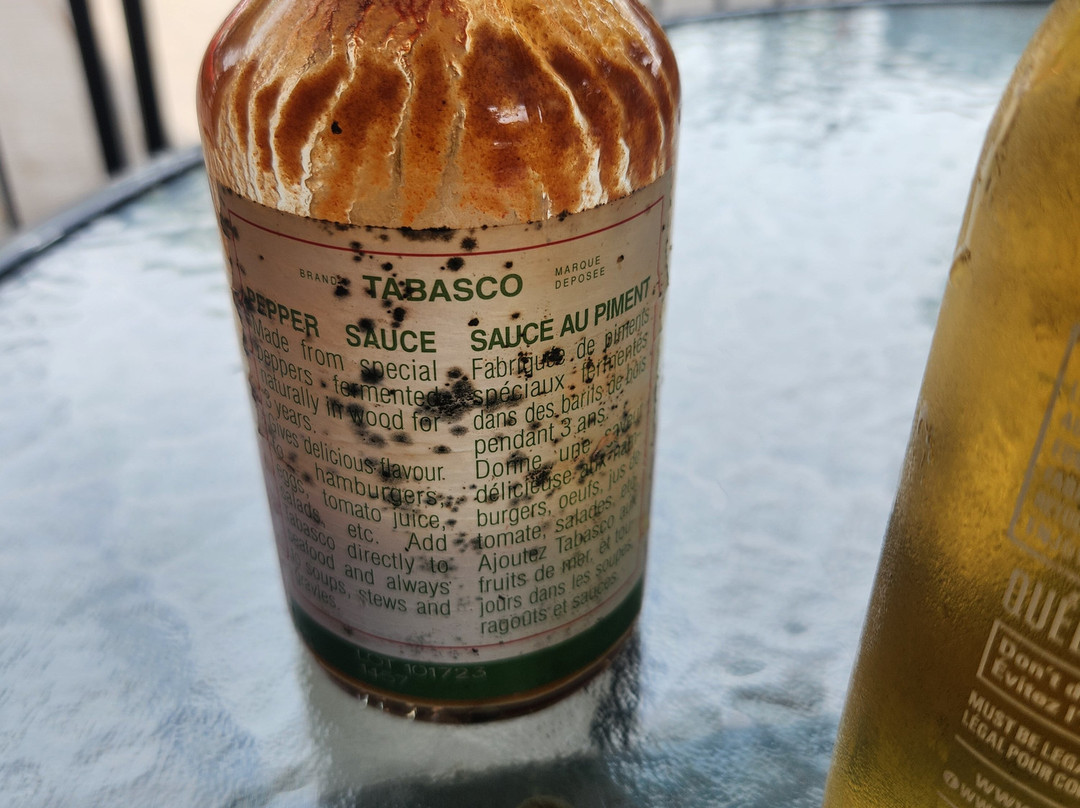 BRAND TABASCO MARQUE DEPOSEE
PEPPER SAUCE
Made from special
peppers fermented
naturally in wood for
3 years.
Gives delicious flavour
to hamburgers,
eggs, tomato juice,
salads, etc. Add
Tabasco directly to
seafood and always
soups, stews and
gravies.
SAUCE AU PIMENT
Fabriquée de piments
spéciaux fermentés
dans des barils de bois
pendant 3 ans.
Donne une saveur
délicieuse aux ham-
burgers, oeufs, jus de
tomate, salades, etc.
Ajoutez Tabasco aux
fruits de mer, et tou-
jours dans les soupes
ragoûts et sauces.
LOT 101723
Don't d
Évitez l'
MUST BE LEGA
LÉGAL POUR CO
www